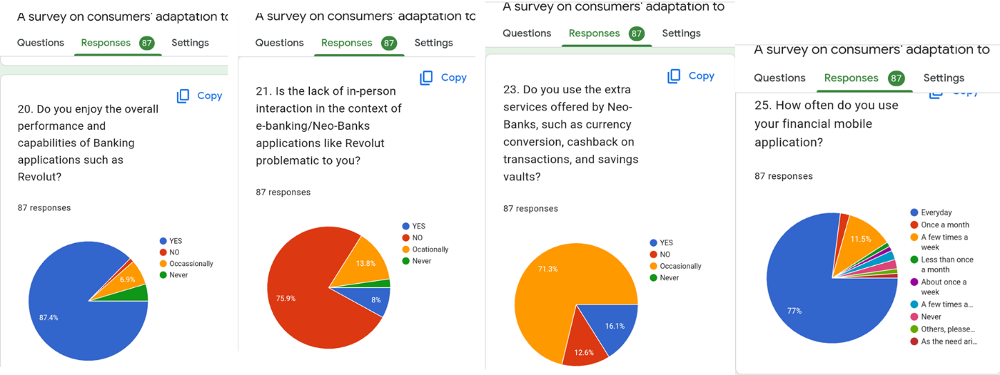 A survey on consumers' adaptation to
Questions Responses 87 Settings
Copy
20. Do you enjoy the overall
performance and
capabilities of Banking
applications such as
Revolut?
87 responses
YES
NO
Occassionally
Never
6.9%
87.4%
A survey on consumers' adaptation to
Questions Responses 87 Settings
Copy
21. Is the lack of in-person
interaction in the context of
e-banking/Neo-Banks
applications like Revolut
problematic to you?
87 responses
YES
NO
Ocationally
Never
13.8%
75.9%
8%
A survey on consumers' adaptation to
Questions Responses 87 Settings
Copy
23. Do you use the extra
services offered by Neo-
Banks, such as currency
conversion, cashback on
transactions, and savings
vaults?
87 responses
YES
NO
Occasionally
Never
71.3%
16.1%
12.6%
A survey on consumers' adaptation to
Questions Responses 87 Settings
Copy
25. How often do you use
your financial mobile
application?
87 responses
Everyday
Once a month
A few times a
week
Less than once
a month
About once a
week
A few times a...
Never
Others, please...
As the need ari...
11.5%
77%